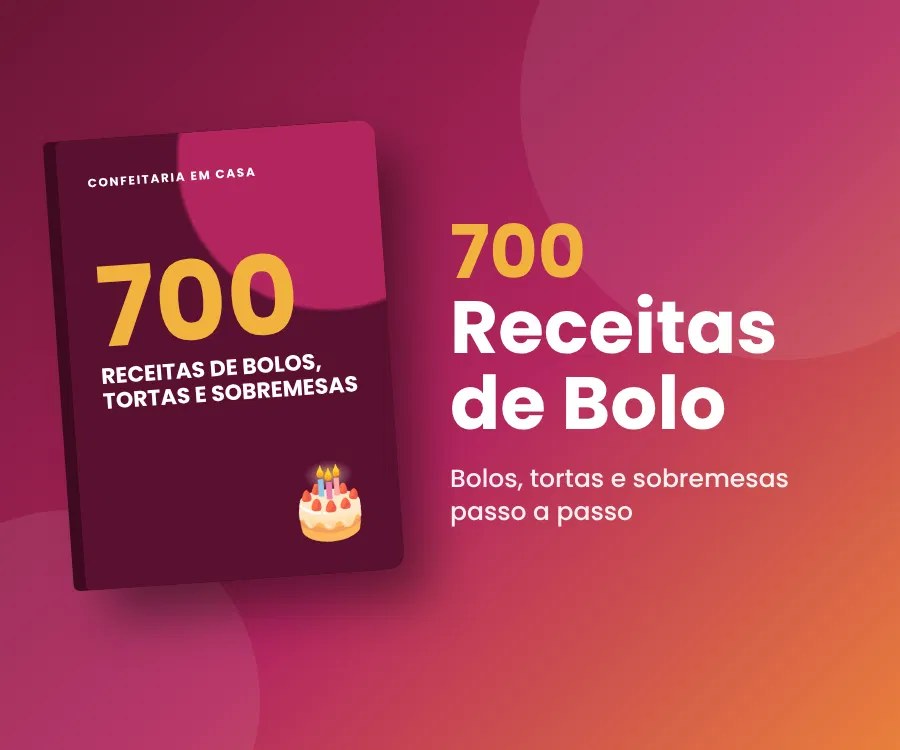 CONFEITARIA EM CASA
700
RECEITAS DE BOLOS,
TORTAS E SOBREMESAS
700
Receitas
de Bolo
Bolos, tortas e sobremesas
passo a passo